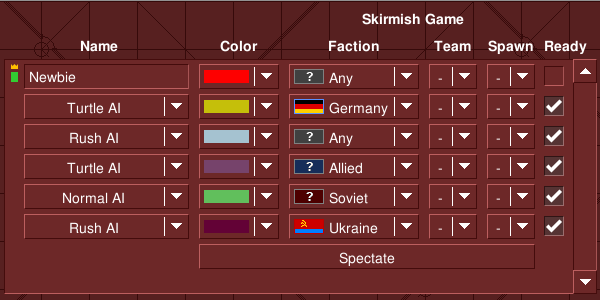 Skirmish Game
Name Color Faction Team Spawn Ready
Newbie ? Any - -
Turtle AI Germany - -
Rush AI ? Any - -
Turtle AI ? Allied - -
Normal AI ? Soviet - -
Rush AI Ukraine - -
Spectate